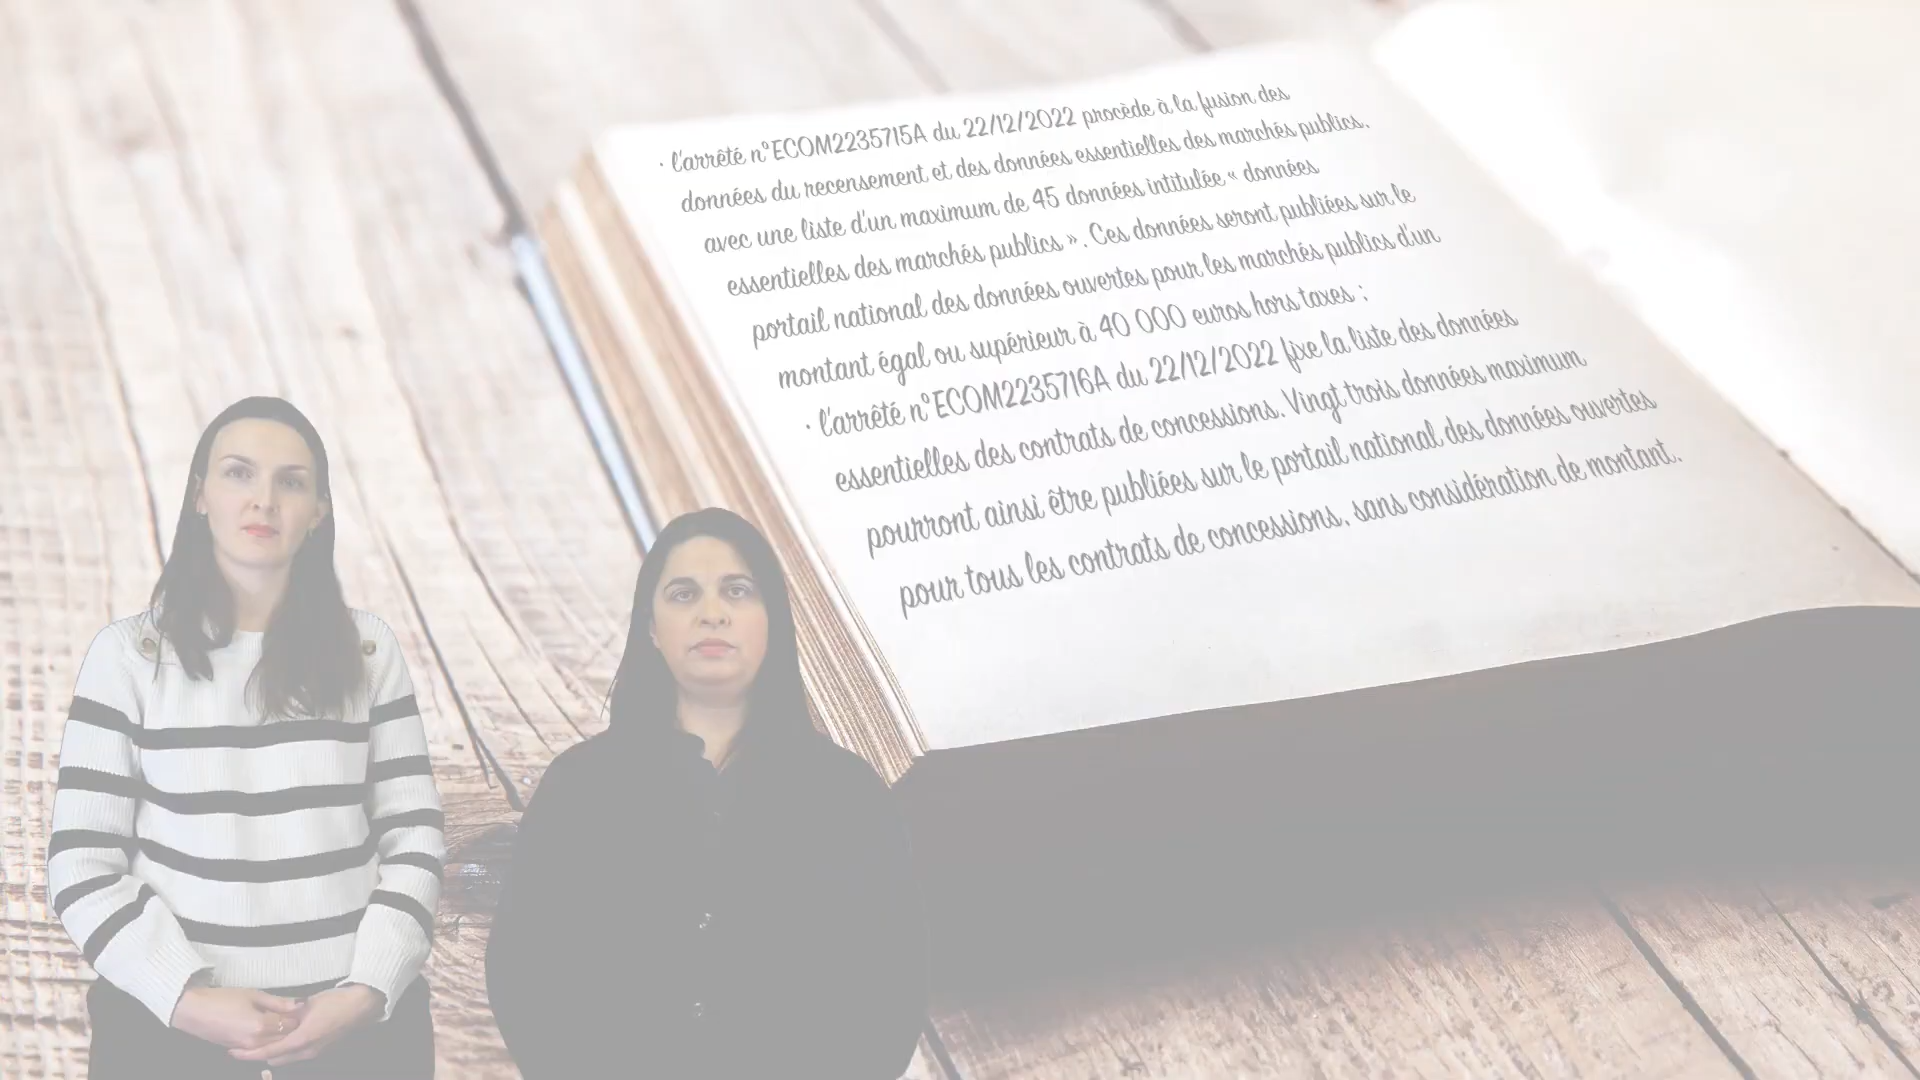 · l'arrêté n°ECOM2235715A du 22/12/2022 procède à la fusion des
données du recensement et des données essentielles des marchés publics,
avec une liste d'un maximum de 45 données intitulée « données
essentielles des marchés publics ». Ces données seront publiées sur le
portail national des données ouvertes pour les marchés publics d'un
montant égal ou supérieur à 40 000 euros hors taxes ;
· l'arrêté n°ECOM2235716A du 22/12/2022 fixe la liste des données
essentielles des contrats de concessions. Vingt trois données maximum
pourront ainsi être publiées sur le portail national des données ouvertes
pour tous les contrats de concessions, sans considération de montant.